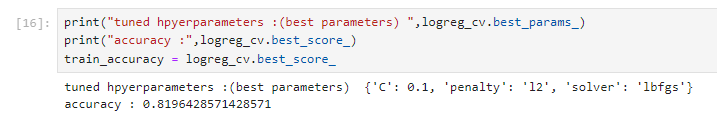 [16]: print("tuned hpyerparameters :(best parameters) ",logreg_cv.best_params_)
print("accuracy :",logreg_cv.best_score_)
train_accuracy = logreg_cv.best_score_
tuned hpyerparameters :(best parameters)  {'C': 0.1, 'penalty': 'l2', 'solver': 'lbfgs'}
accuracy : 0.8196428571428571